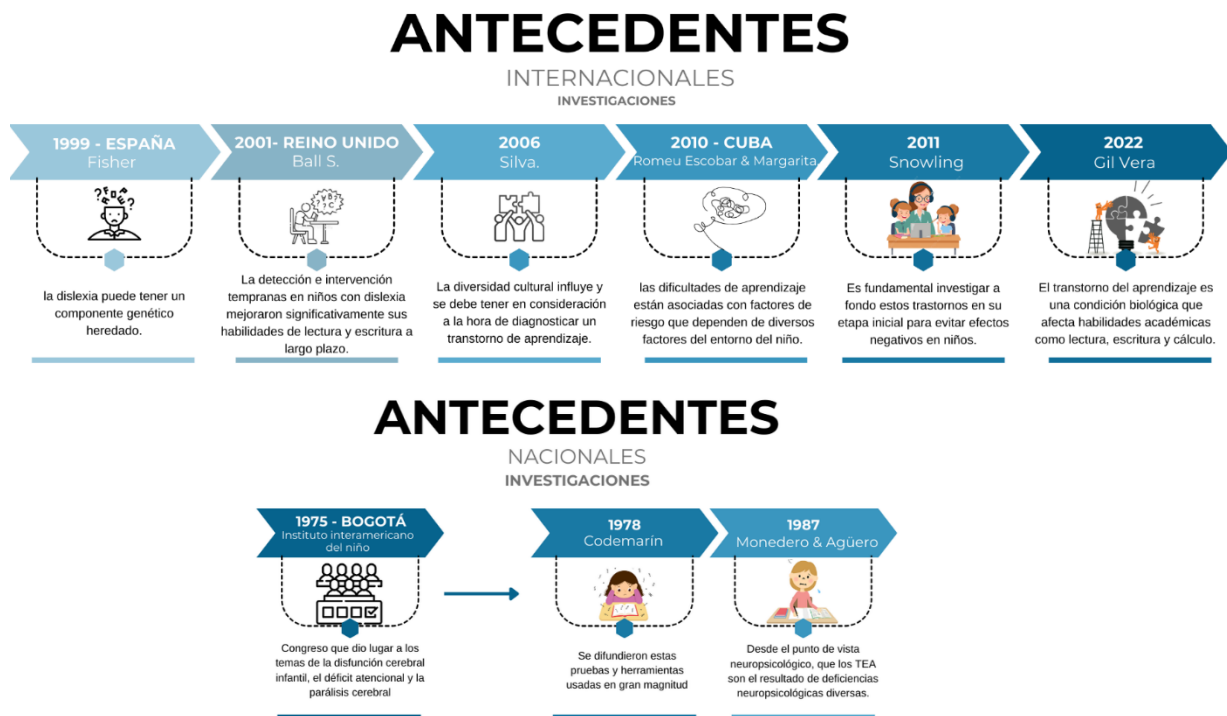 ANTECEDENTES
INTERNACIONALES
INVESTIGACIONES
1999 - ESPAÑA
Fisher
la dislexia puede tener un
componente genético
heredado.
2001- REINO UNIDO
Ball S.
La detección e intervención
tempranas en niños con dislexia
mejoraron significativamente sus
habilidades de lectura y escritura a
largo plazo.
2006
Silva.
La diversidad cultural influye y
se debe tener en consideración
a la hora de diagnosticar un
transtorno de aprendizaje.
2010 - CUBA
Romeu Escobar & Margarita
las dificultades de aprendizaje
están asociadas con factores de
riesgo que dependen de diversos
factores del entorno del niño.
2011
Snowling
Es fundamental investigar a
fondo estos trastornos en su
etapa inicial para evitar efectos
negativos en niños.
2022
Gil Vera
El transtorno del aprendizaje es
una condición biológica que
afecta habilidades académicas
como lectura, escritura y cálculo.
ANTECEDENTES
NACIONALES
INVESTIGACIONES
1975 - BOGOTÁ
Instituto interamericano
del niño
Congreso que dio lugar a los
temas de la disfunción cerebral
infantil, el déficit atencional y la
parálisis cerebral
1978
Codemarín
Se difundieron estas
pruebas y herramientas
usadas en gran magnitud
1987
Monedero & Agüero
Desde el punto de vista
neuropsicológico, que los TEA
son el resultado de deficiencias
neuropsicológicas diversas.